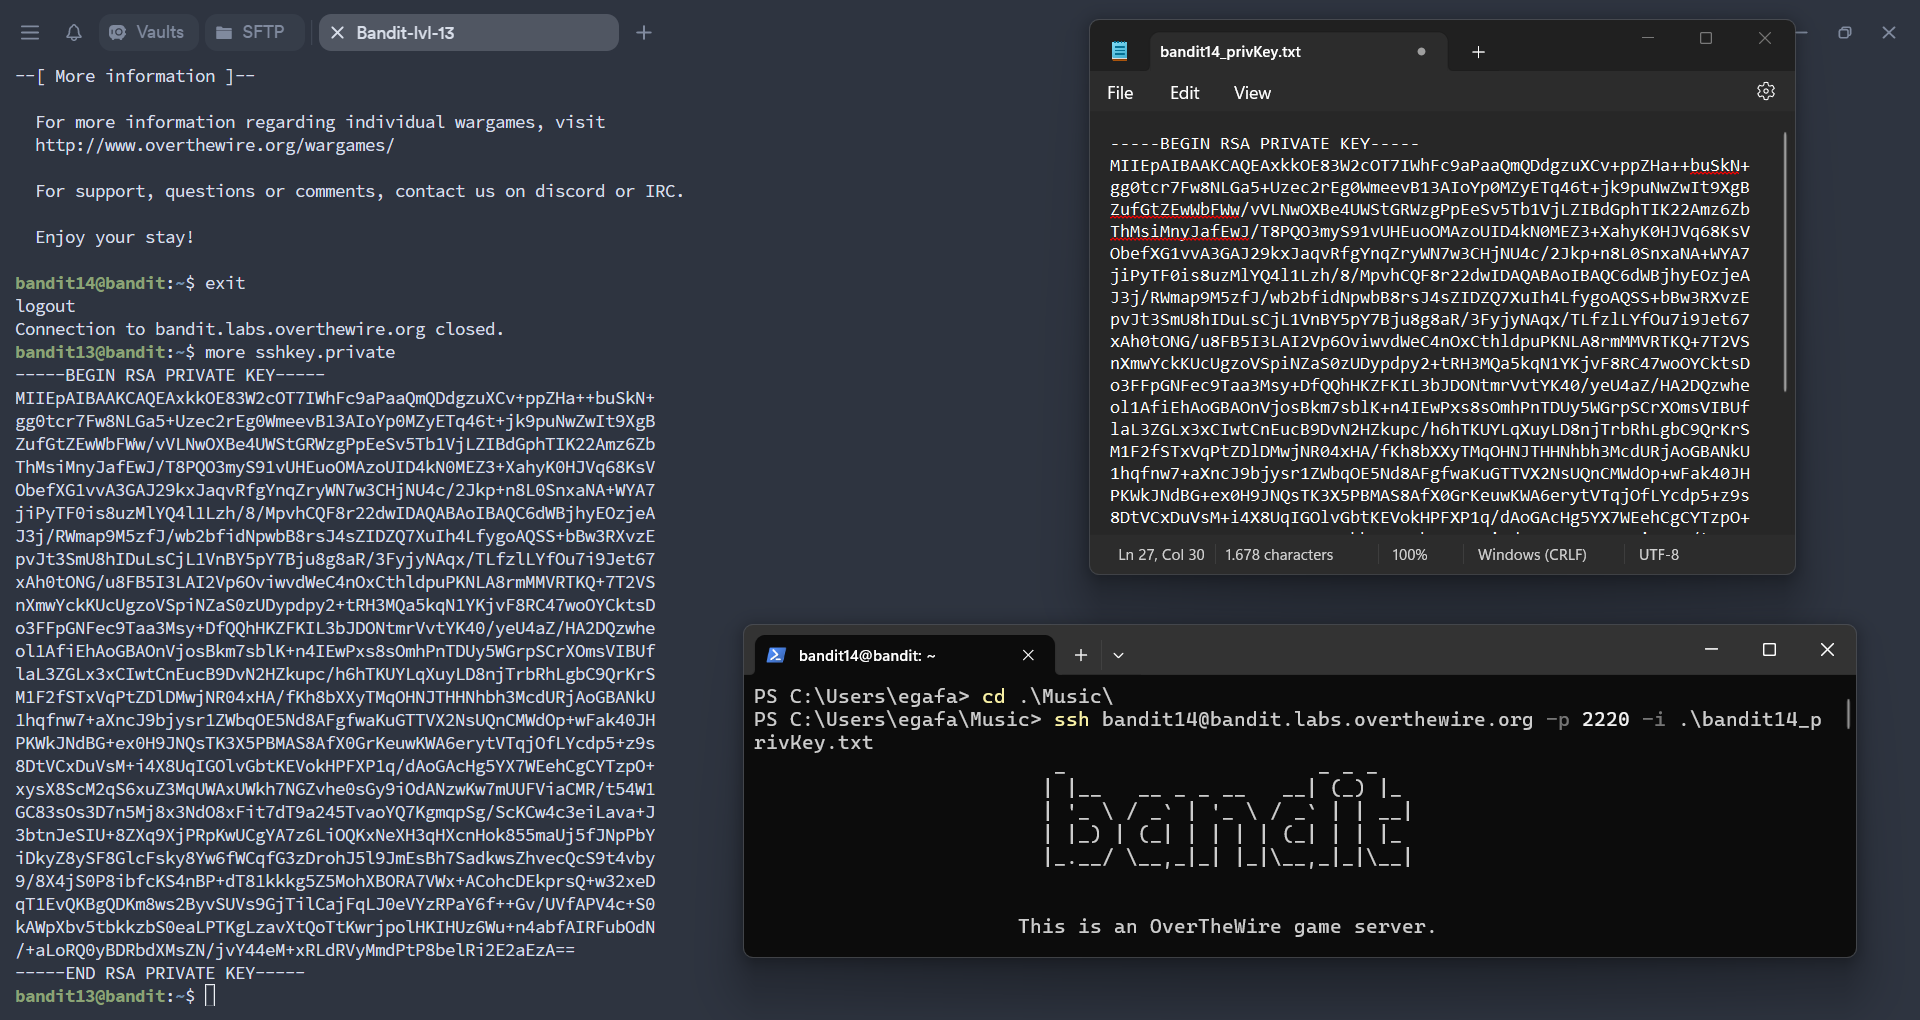 Vaults
SFTP
Bandit-lvl-13
--[ More information ]--
For more information regarding individual wargames, visit
http://www.overthewire.org/wargames/
For support, questions or comments, contact us on discord or IRC.
Enjoy your stay!
bandit14@bandit:~$ exit
logout
Connection to bandit.labs.overthewire.org closed.
bandit13@bandit:~$ more sshkey.private
-----BEGIN RSA PRIVATE KEY-----
MIIEpAIBAAKCAQEAxkkOE83W2cOT7IWhFc9aPaaQmQDdgzuXCv+ppZHa++buSkN+
gg0tcr7Fw8NLGa5+Uzec2rEg0WmeevB13AIoYp0MZyETq46t+jk9puNwZwIt9XgB
ZufGtZEwWbFWw/vVLNwOXBe4UWStGRWzgPpEeSv5Tb1VjLZIBdGphTIK22Amz6Zb
ThMsiMnyJafEwJ/T8PQO3myS91vUHEuoOMAzoUID4kN0MEZ3+XahyK0HJVq68KsV
ObefXG1vvA3GAJ29kxJaqvRfgYnqZryWN7w3CHjNU4c/2Jkp+n8L0SnxaNA+WYA7
jiPyTF0is8uzMlYQ4l1Lzh/8/MpvhCQF8r22dwIDAQABAoIBAQC6dWBjhyEOzjeA
J3j/RWmap9M5zfJ/wb2bfidNpwbB8rsJ4sZIDZQ7XuIh4LfygoAQSS+bBw3RXvzE
pvJt3SmU8hIDuLsCjL1VnBY5pY7Bju8g8aR/3FyjyNAqx/TLfzlLYfOu7i9Jet67
xAh0tONG/u8FB5I3LAI2Vp6OviwvdWeC4nOxCthldpuPKNLA8rmMMVRTKQ+7T2VS
nXmwYckKUcUgzoVSpiNZaS0zUDypdpy2+tRH3MQa5kqN1YKjvF8RC47woOYCktsD
o3FFpGNFec9Taa3Msy+DfQQhHKZFKIL3bJDONtmrVvtYK40/yeU4aZ/HA2DQzwhe
ol1AfiEhAoGBAOnVjosBkm7sblK+n4IEwPxs8sOmhPnTDUy5WGrpSCrXOmsVIBUf
laL3ZGLx3xCIwtCnEucB9DvN2HZkupc/h6hTKUYLqXuyLD8njTrbRhLgbC9QrKrS
M1F2fSTxVqPtZDlDMwjNR04xHA/fKh8bXXyTMqOHNJTHHNhbh3McdURjAoGBANkU
1hqfnw7+aXncJ9bjysr1ZWbqOE5Nd8AFgfwaKuGTTVX2NsUQnCMWdOp+wFak40JH
PKWkJNdBG+ex0H9JNQsTK3X5PBMAS8AfX0GrKeuwKWA6erytVTqjOfLYcdp5+z9s
8DtVCxDuVsM+i4X8UqIGOlvGbtKEVokHPFXP1q/dAoGAcHg5YX7WEehCgCYTzpO+
xysX8ScM2qS6xuZ3MqUWAxUWkh7NGZvhe0sGy9iOdANzwKw7mUUFViaCMR/t54W1
GC83sOs3D7n5Mj8x3NdO8xFit7dT9a245TvaoYQ7KgmqpSg/ScKCw4c3eiLava+J
3btnJeSIU+8ZXq9XjPRpKwUCgYA7z6LiOQKxNeXH3qHXcnHok855maUj5fJNpPbY
iDkyZ8ySF8GlcFsky8Yw6fWCqfG3zDrohJ5l9JmEsBh7SadkwsZhvecQcS9t4vby
9/8X4jS0P8ibfcKS4nBP+dT81kkkg5Z5MohXBORA7VWx+ACohcDEkprsQ+w32xeD
qT1EvQKBgQDKm8ws2ByvSUVs9GjTilCajFqLJ0eVYzRPaY6f++Gv/UVfAPV4c+S0
kAWpXbv5tbkkzbS0eaLPTKgLzavXtQoTtKwrjpolHKIHUz6Wu+n4abfAIRFubOdN
/+aLoRQ0yBDRbdXMsZN/jvY44eM+xRLdRVyMmdPtP8belRi2E2aEzA==
-----END RSA PRIVATE KEY-----
bandit13@bandit:~$
bandit14_privKey.txt
File Edit View
-----BEGIN RSA PRIVATE KEY-----
MIIEpAIBAAKCAQEAxkkOE83W2cOT7IWhFc9aPaaQmQDdgzuXCv+ppZHa++buSkN+
gg0tcr7Fw8NLGa5+Uzec2rEg0WmeevB13AIoYp0MZyETq46t+jk9puNwZwIt9XgB
ZufGtZEwWbFWw/vVLNwOXBe4UWStGRWzgPpEeSv5Tb1VjLZIBdGphTIK22Amz6Zb
ThMsiMnyJafEwJ/T8PQO3myS91vUHEuoOMAzoUID4kN0MEZ3+XahyK0HJVq68KsV
ObefXG1vvA3GAJ29kxJaqvRfgYnqZryWN7w3CHjNU4c/2Jkp+n8L0SnxaNA+WYA7
jiPyTF0is8uzMlYQ4l1Lzh/8/MpvhCQF8r22dwIDAQABAoIBAQC6dWBjhyEOzjeA
J3j/RWmap9M5zfJ/wb2bfidNpwbB8rsJ4sZIDZQ7XuIh4LfygoAQSS+bBw3RXvzE
pvJt3SmU8hIDuLsCjL1VnBY5pY7Bju8g8aR/3FyjyNAqx/TLfzlLYfOu7i9Jet67
xAh0tONG/u8FB5I3LAI2Vp6OviwvdWeC4nOxCthldpuPKNLA8rmMMVRTKQ+7T2VS
nXmwYckKUcUgzoVSpiNZaS0zUDypdpy2+tRH3MQa5kqN1YKjvF8RC47woOYCktsD
o3FFpGNFec9Taa3Msy+DfQQhHKZFKIL3bJDONtmrVvtYK40/yeU4aZ/HA2DQzwhe
ol1AfiEhAoGBAOnVjosBkm7sblK+n4IEwPxs8sOmhPnTDUy5WGrpSCrXOmsVIBUf
laL3ZGLx3xCIwtCnEucB9DvN2HZkupc/h6hTKUYLqXuyLD8njTrbRhLgbC9QrKrS
M1F2fSTxVqPtZDlDMwjNR04xHA/fKh8bXXyTMqOHNJTHHNhbh3McdURjAoGBANkU
1hqfnw7+aXncJ9bjysr1ZWbqOE5Nd8AFgfwaKuGTTVX2NsUQnCMWdOp+wFak40JH
PKWkJNdBG+ex0H9JNQsTK3X5PBMAS8AfX0GrKeuwKWA6erytVTqjOfLYcdp5+z9s
8DtVCxDuVsM+i4X8UqIGOlvGbtKEVokHPFXP1q/dAoGAcHg5YX7WEehCgCYTzpO+
Ln 27, Col 30 1.678 characters 100% Windows (CRLF) UTF-8
bandit14@bandit: ~
PS C:\Users\egafa> cd .\Music\
PS C:\Users\egafa\Music> ssh bandit14@bandit.labs.overthewire.org -p 2220 -i .\bandit14_p
rivKey.txt
bandit
This is an OverTheWire game server.